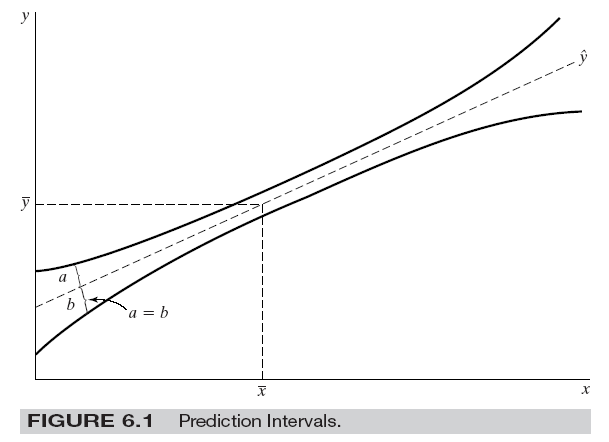 y
ŷ
y̅
a
b
a = b
x̅
x
FIGURE 6.1 Prediction Intervals.